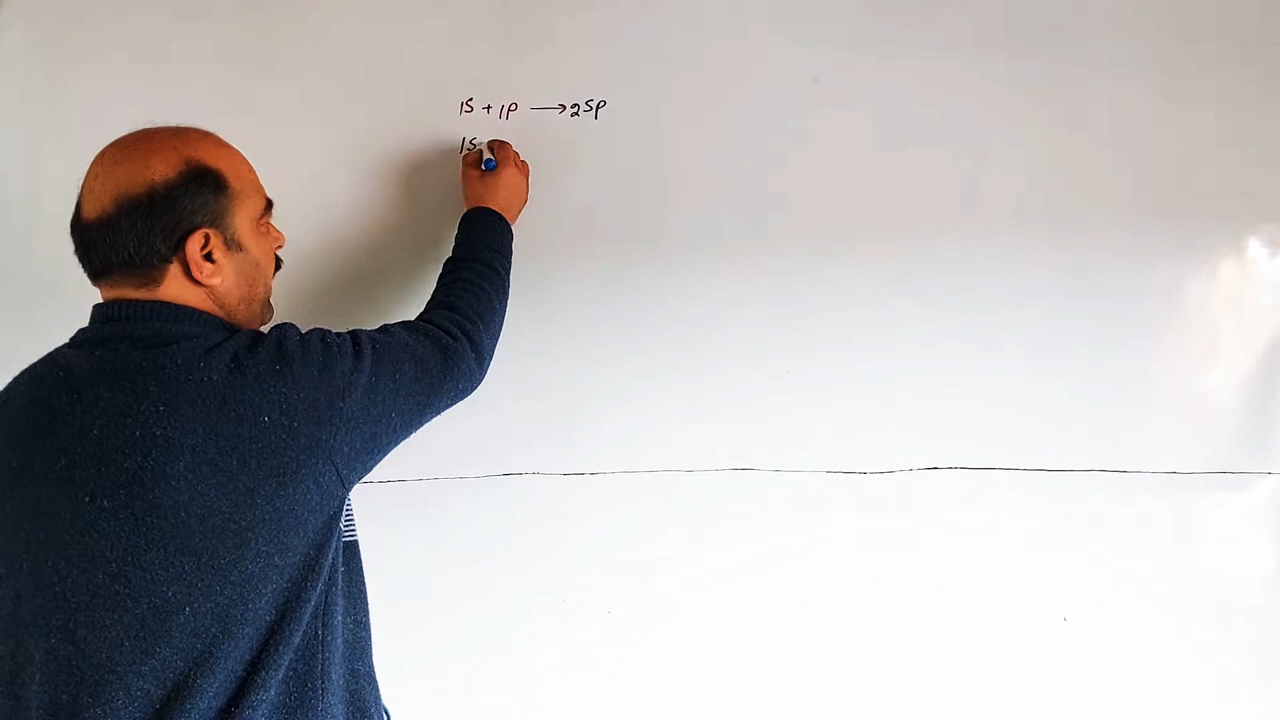 1S + 1P → 2SP
1S